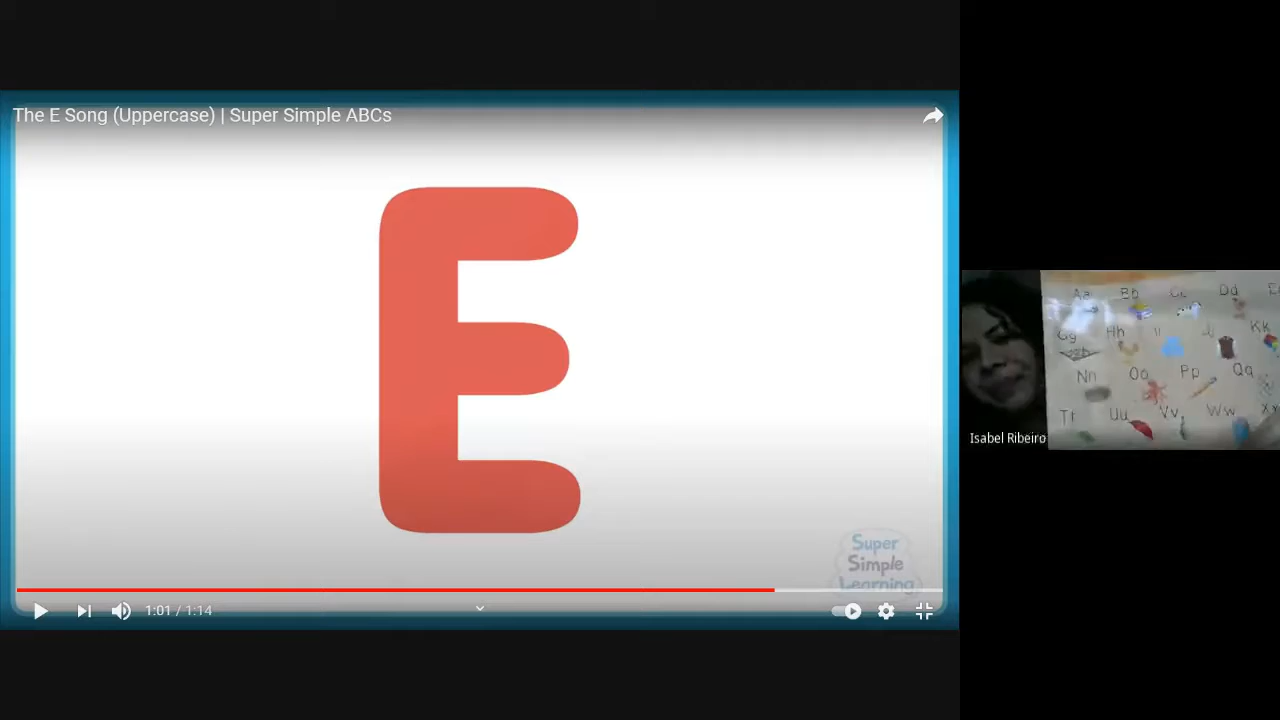 The E Song (Uppercase) | Super Simple ABCs
E
Super
Simple
Learning
1:01 / 1:14
Aa Bb Cc Dd
Gg Hh Kk
Nn Oo Pp Qq
Tt Uu Vv Ww
Isabel Ribeiro